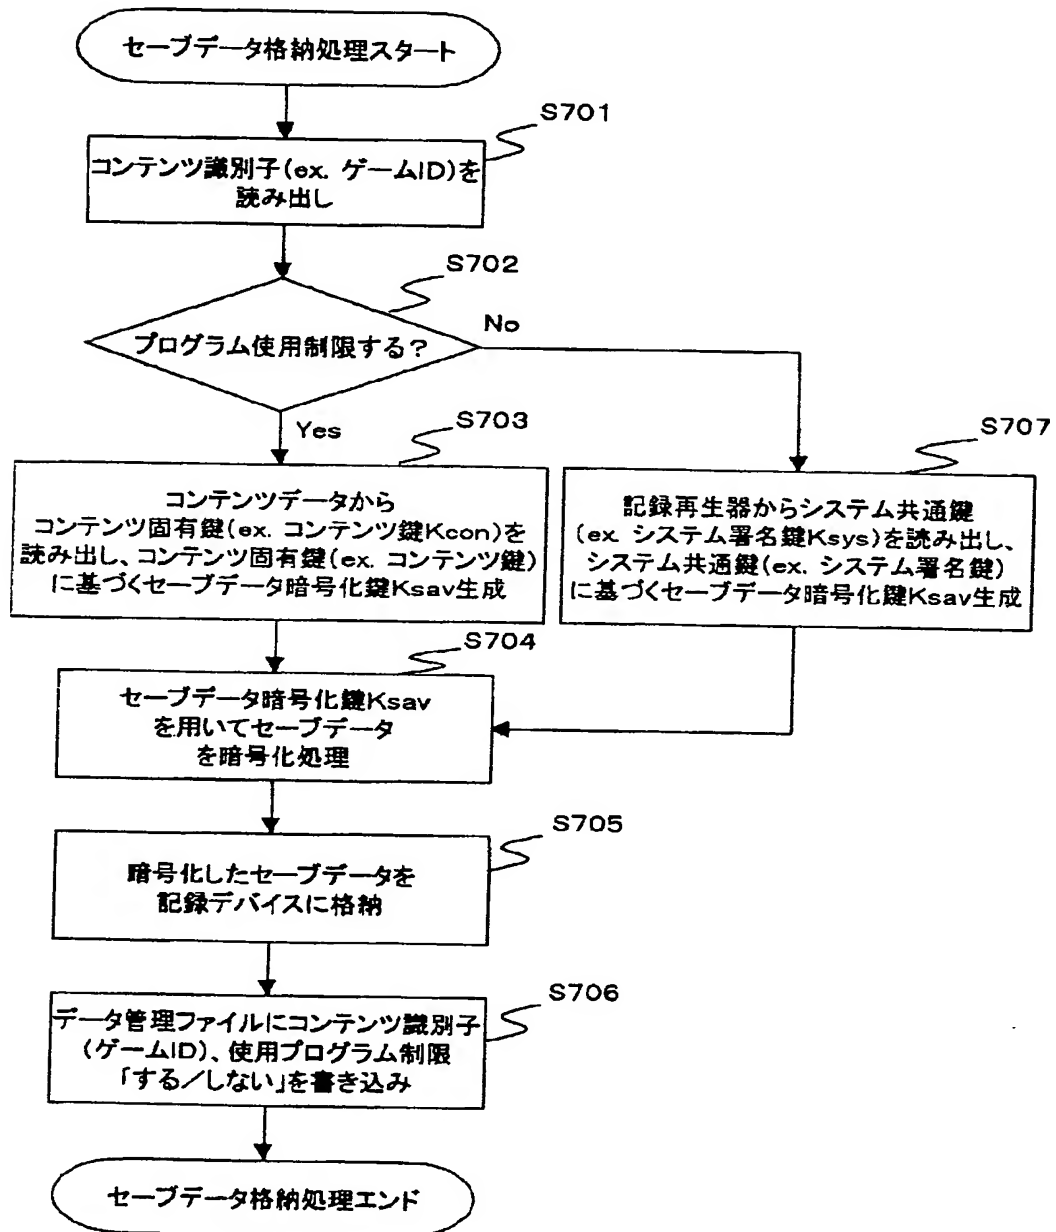 セーブデータ格納処理スタート
S701
コンテンツ識別子(ex. ゲームID)を
読み出し
S702
プログラム使用制限する?
No
Yes
S703
コンテンツデータから
コンテンツ固有鍵(ex. コンテンツ鍵Kcon)を
読み出し、コンテンツ固有鍵(ex. コンテンツ鍵)
に基づくセーブデータ暗号化鍵Ksav生成
S707
記録再生器からシステム共通鍵
(ex. システム署名鍵Ksys)を読み出し、
システム共通鍵(ex. システム署名鍵)
に基づくセーブデータ暗号化鍵Ksav生成
S704
セーブデータ暗号化鍵Ksav
を用いてセーブデータ
を暗号化処理
S705
暗号化したセーブデータを
記録デバイスに格納
S706
データ管理ファイルにコンテンツ識別子
(ゲームID)、使用プログラム制限
「する/しない」を書き込み
セーブデータ格納処理エンド